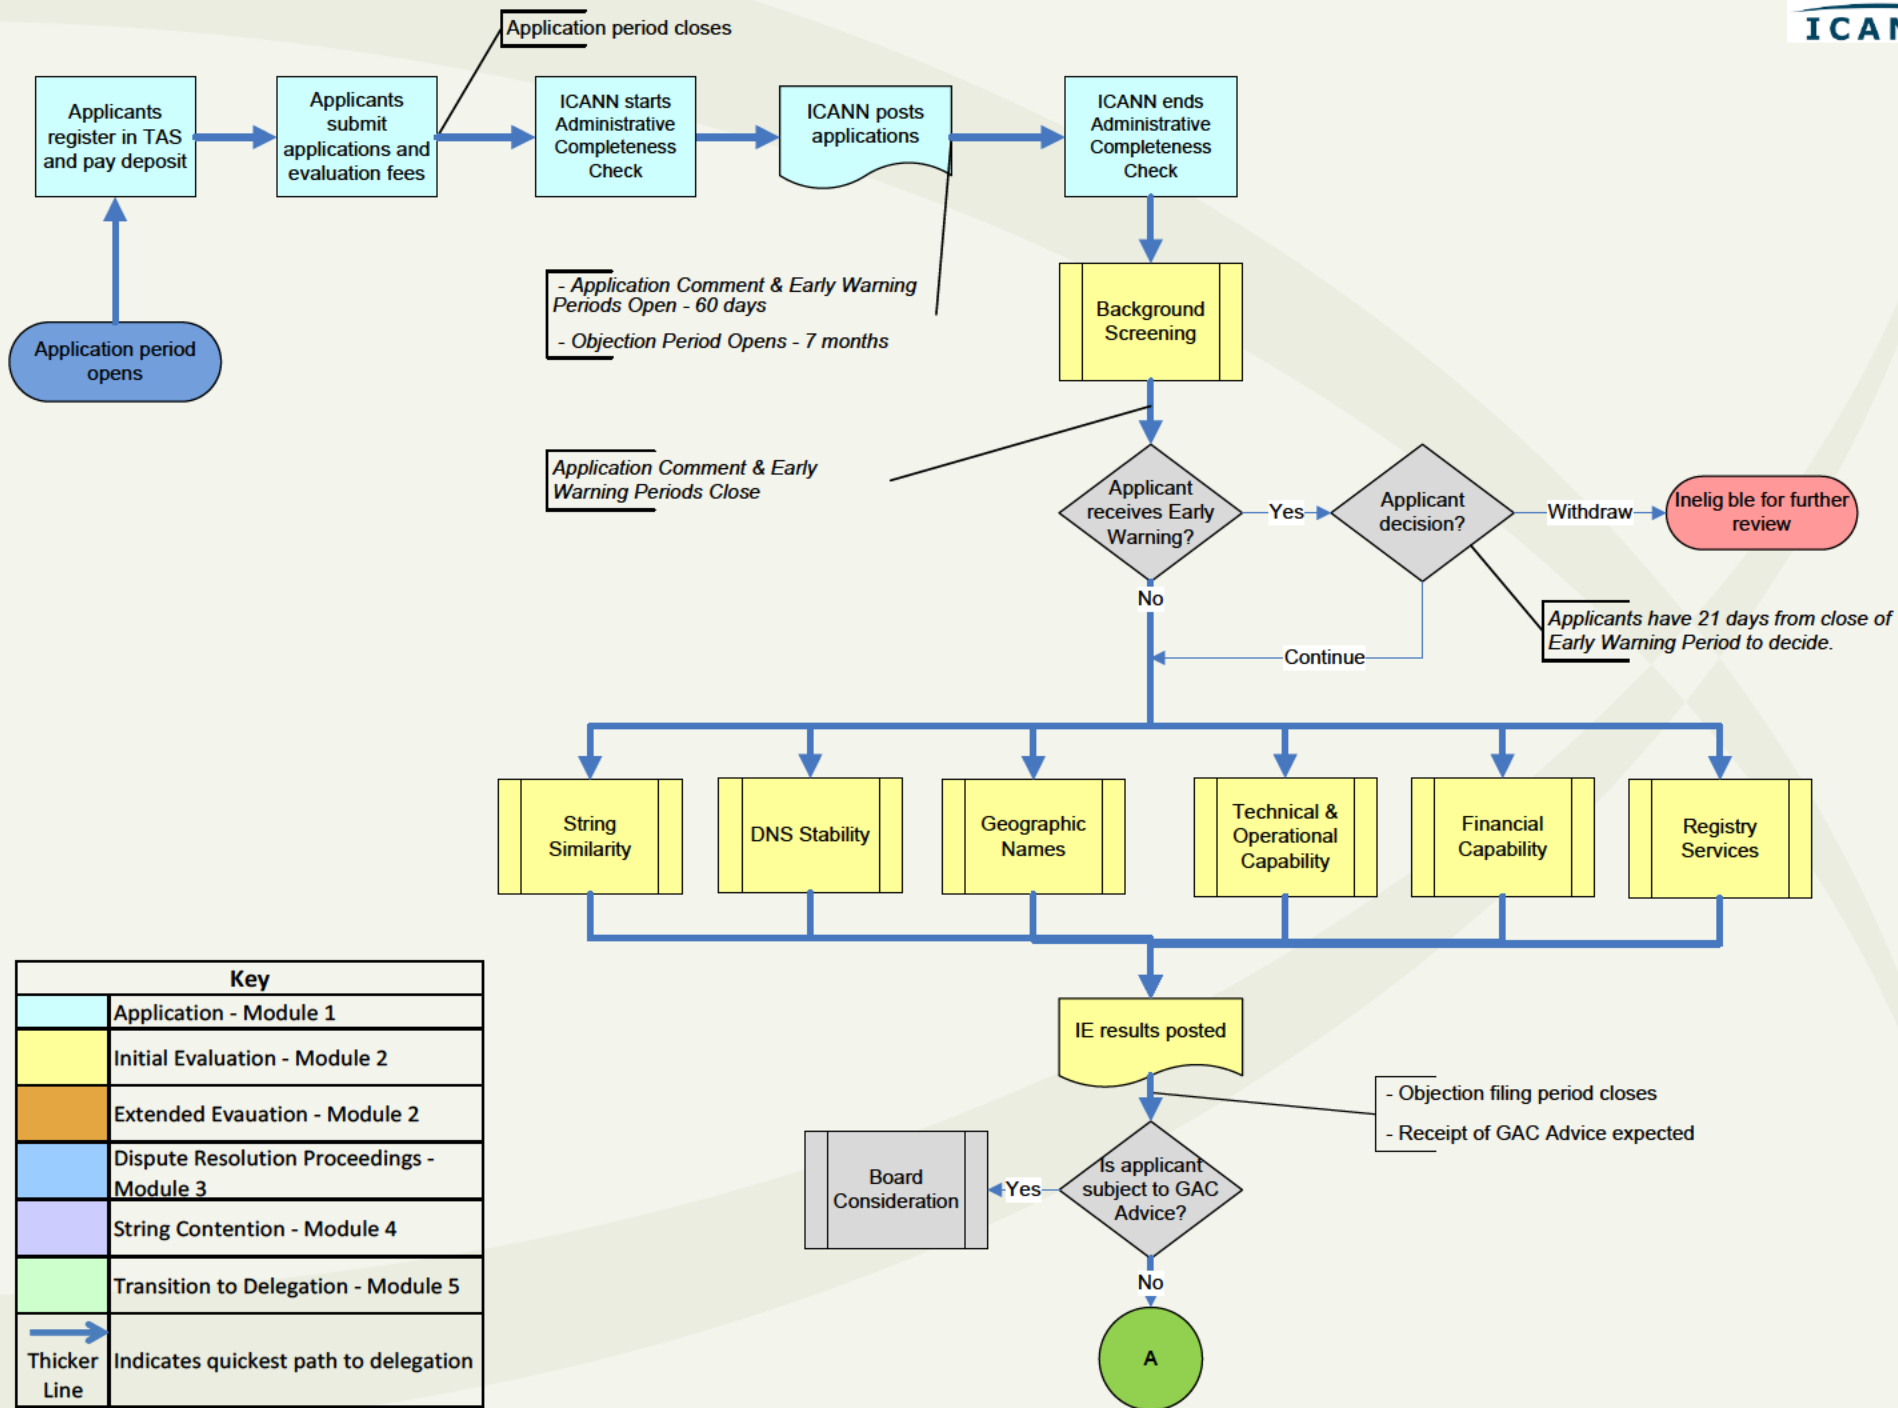 Application period closes
ICAN
Applicants
register in TAS
and pay deposit
Applicants
submit
applications and
evaluation fees
ICANN starts
Administrative
Completeness
Check
ICANN posts
applications
ICANN ends
Administrative
Completeness
Check
- Application Comment & Early Warning
Periods Open - 60 days
- Objection Period Opens - 7 months
Background
Screening
Application period
opens
Application Comment & Early
Warning Periods Close
Applicant
receives Early
Warning?
Yes
Applicant
decision?
Withdraw
Inelig ble for further
review
No
Applicants have 21 days from close of
Early Warning Period to decide.
Continue
String
Similarity
DNS Stability
Geographic
Names
Technical &
Operational
Capability
Financial
Capability
Registry
Services
IE results posted
- Objection filing period closes
- Receipt of GAC Advice expected
Board
Consideration
Yes
Is applicant
subject to GAC
Advice?
No
A
Key
Application - Module 1
Initial Evaluation - Module 2
Extended Evauation - Module 2
Dispute Resolution Proceedings -
Module 3
String Contention - Module 4
Transition to Delegation - Module 5
Thicker
Line
Indicates quickest path to delegation